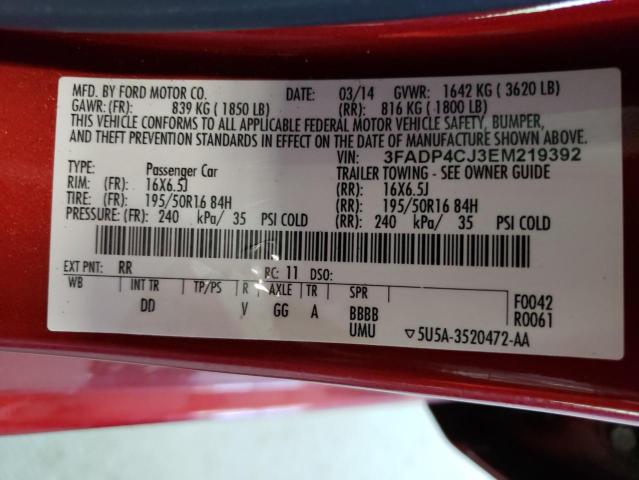 MFD. BY FORD MOTOR CO. DATE: 03/14 GVWR: 1642 KG ( 3620 LB)
GAWR: (FR): 839 KG ( 1850 LB) (RR): 816 KG ( 1800 LB)
THIS VEHICLE CONFORMS TO ALL APPLICABLE FEDERAL MOTOR VEHICLE SAFETY, BUMPER,
AND THEFT PREVENTION STANDARDS IN EFFECT ON THE DATE OF MANUFACTURE SHOWN ABOVE.
VIN: 3FADP4CJ3EM219392
TYPE: Passenger Car TRAILER TOWING - SEE OWNER GUIDE
RIM: (FR): 16X6.5J (RR): 16X6.5J
TIRE: (FR): 195/50R16 84H (RR): 195/50R16 84H
PRESSURE: (FR): 240 kPa/ 35 PSI COLD (RR): 240 kPa/ 35 PSI COLD
EXT PNT: RR RC: 11 DSO:
WB INT TR TP/PS R AXLE TR SPR F0042
DD V GG A BBBB R0061
UMU ▽5U5A-3520472-AA